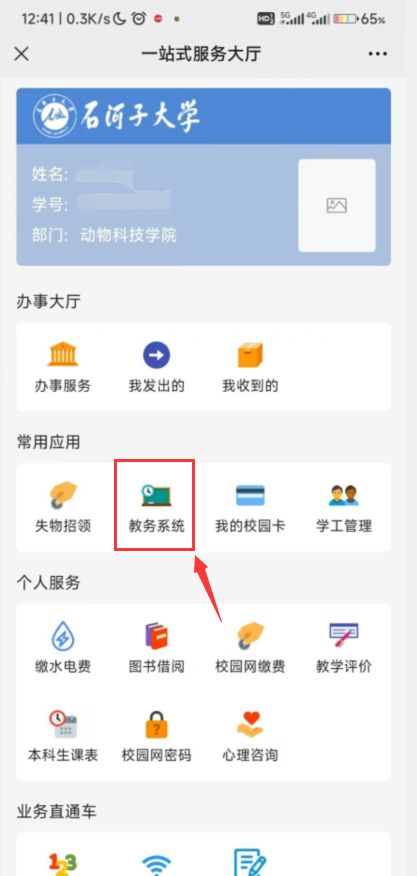 12:41 | 0.3K/s HD 5G 4G 65%
一站式服务大厅
石河子大学
姓名:
学号:
部门: 动物科技学院
办事大厅
办事服务 我发出的 我收到的
常用应用
失物招领 教务系统 我的校园卡 学工管理
个人服务
缴水电费 图书借阅 校园网缴费 教学评价
本科生课表 校园网密码 心理咨询
业务直通车
123